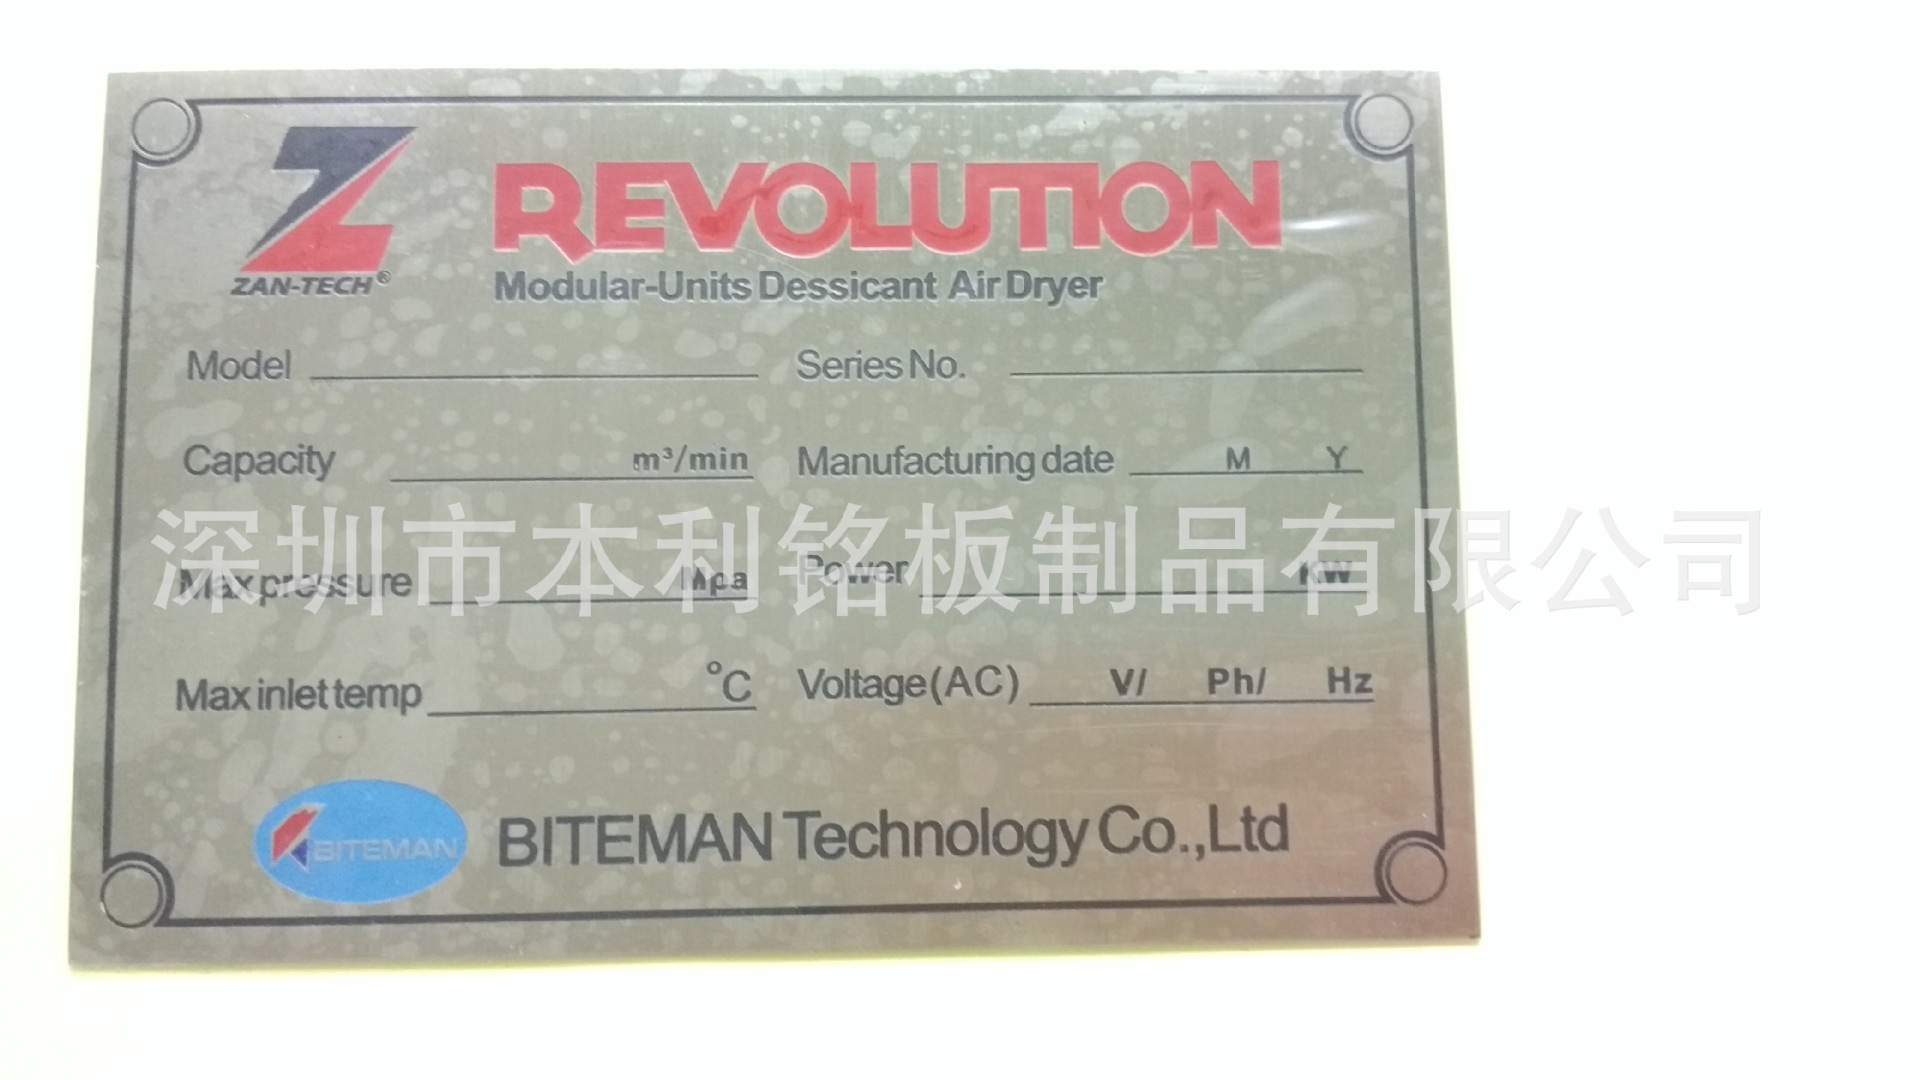 REVOLUTION
ZAN-TECH®
Modular-Units Dessicant Air Dryer
Model Series No.
Capacity m³/min Manufacturing date M Y
深圳市本利铭板制品有限公司
Max pressure Mpa Power KW
Max inlet temp °C Voltage(AC) V/ Ph/ Hz
BITEMAN BITEMAN Technology Co.,Ltd